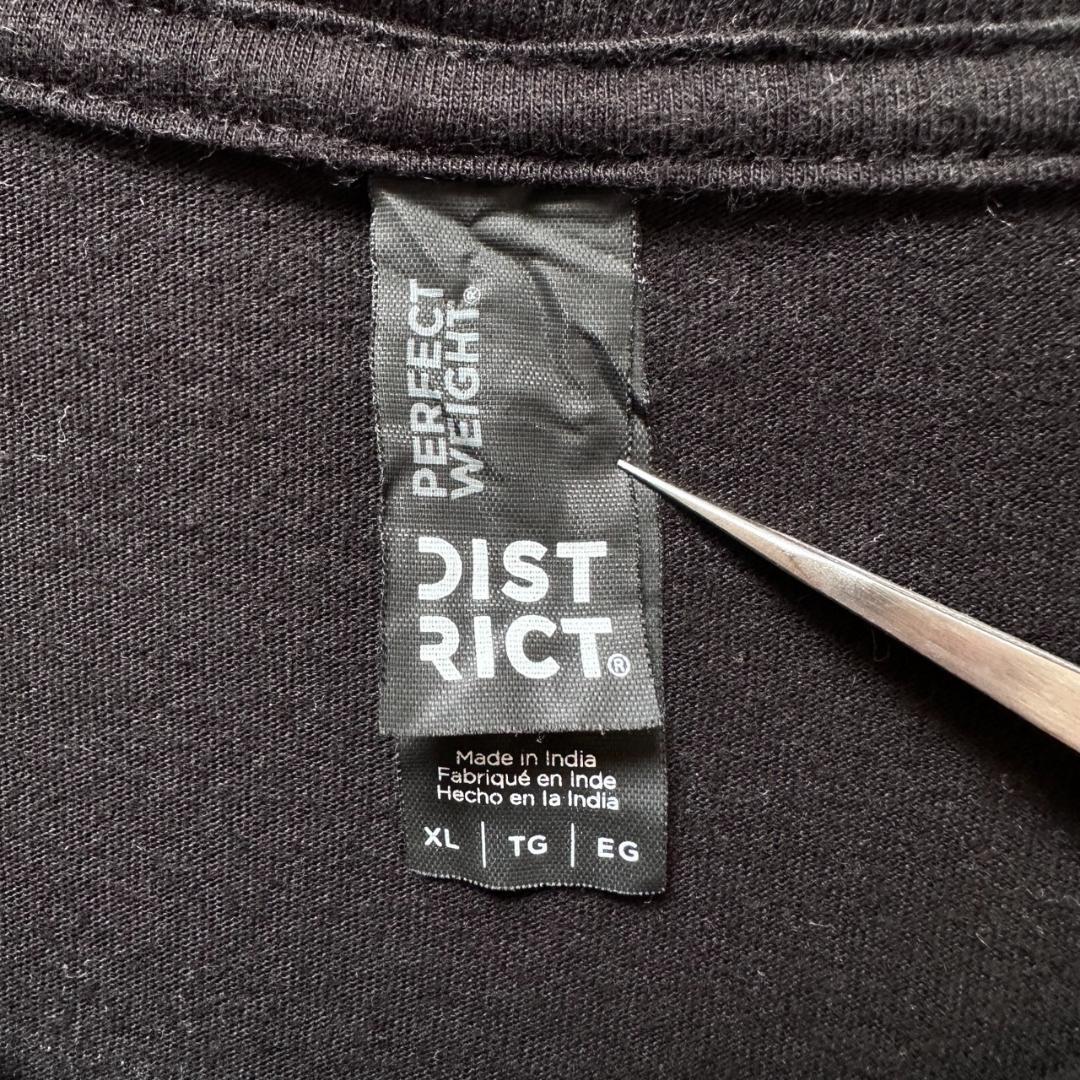 PERFECT
WEIGHT®
DIST
RICT®
Made in India
Fabriqué en Inde
Hecho en la India
XL | TG | EG